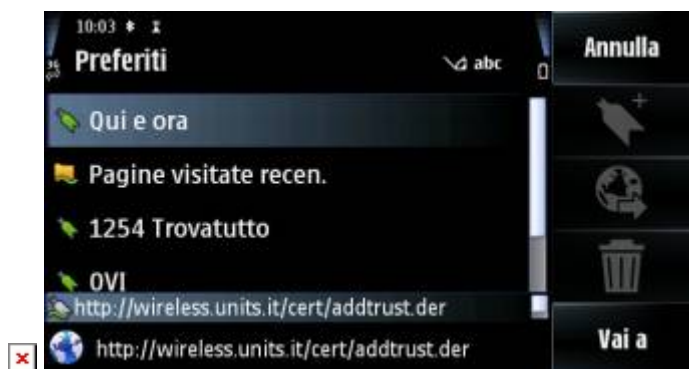 10:03
Preferiti
abc
Annulla
Qui e ora
Pagine visitate recen.
1254 Trovatutto
OVI
http://wireless.units.it/cert/addtrust.der
http://wireless.units.it/cert/addtrust.der
Vai a